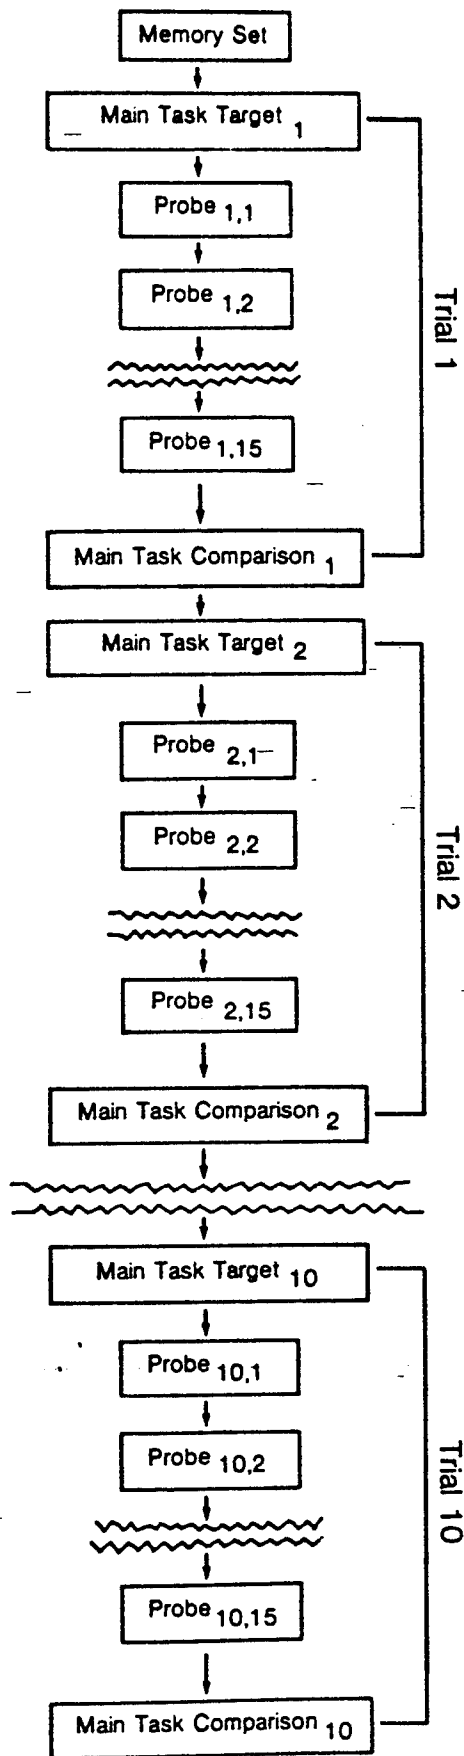 Memory Set
Main Task Target 1
Probe 1,1
Probe 1,2
Trial 1
Probe 1,15
Main Task Comparison 1
Main Task Target 2
Probe 2,1
Probe 2,2
Trial 2
Probe 2,15
Main Task Comparison 2
Main Task Target 10
Probe 10,1
Probe 10,2
Trial 10
Probe 10,15
Main Task Comparison 10